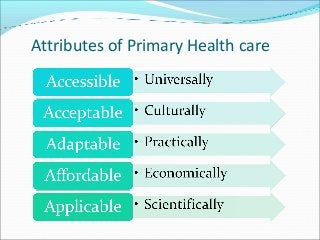 Attributes of Primary Health care
Accessible • Universally
Acceptable • Culturally
Adaptable • Practically
Affordable • Economically
Applicable • Scientifically